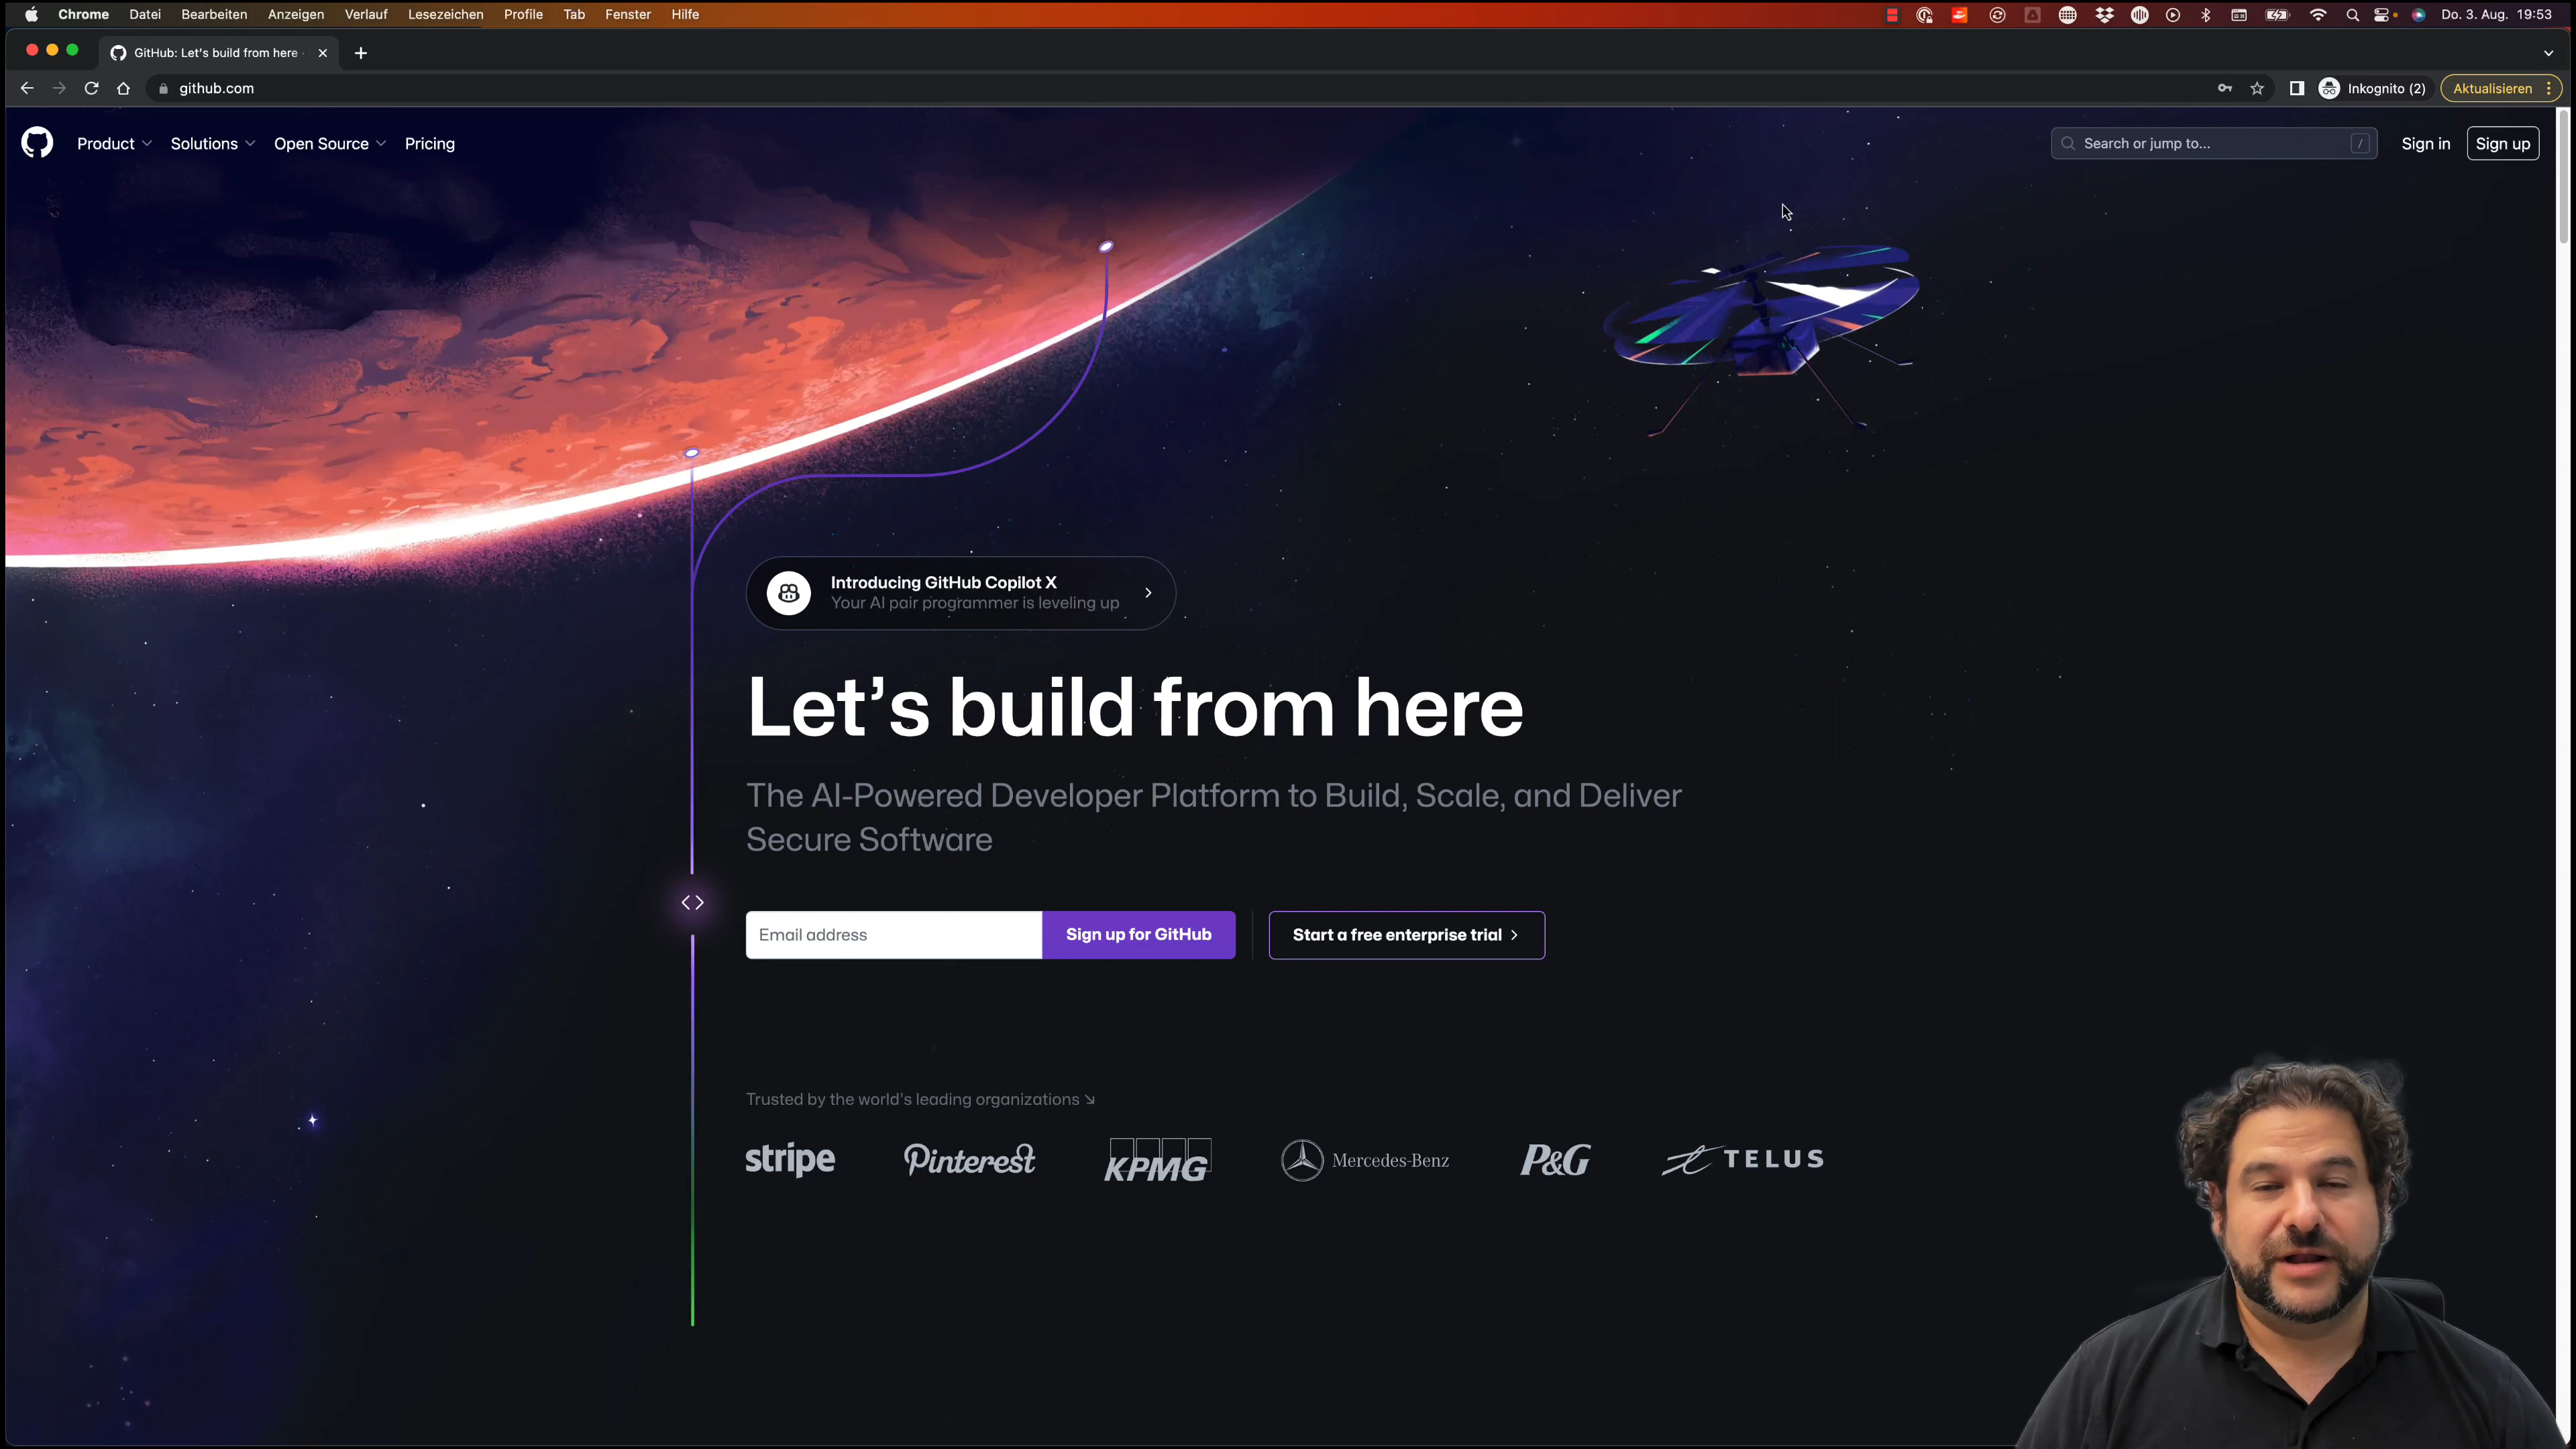 Chrome Datei Bearbeiten Anzeigen Verlauf Lesezeichen Profile Tab Fenster Hilfe Do. 3. Aug. 19:53
GitHub: Let's build from here ·
github.com Inkognito (2) Aktualisieren
Product Solutions Open Source Pricing Search or jump to... / Sign in Sign up
Introducing GitHub Copilot X
Your AI pair programmer is leveling up
Let's build from here
The AI-Powered Developer Platform to Build, Scale, and Deliver
Secure Software
Email address Sign up for GitHub Start a free enterprise trial
Trusted by the world's leading organizations
stripe Pinterest KPMG Mercedes-Benz P&G TELUS